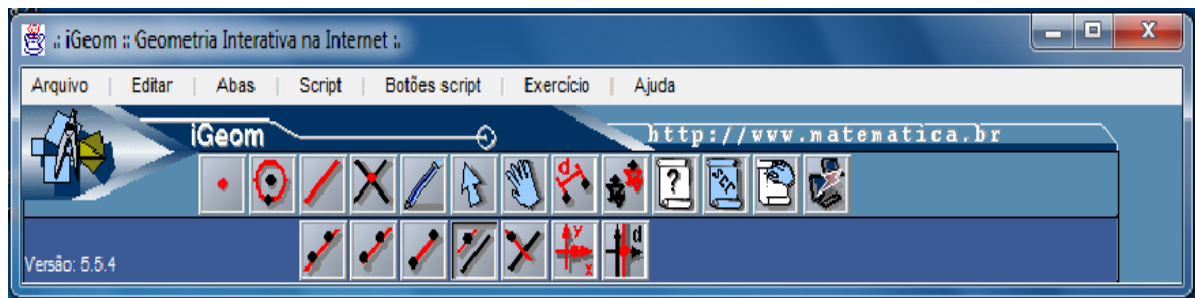 .: iGeom :: Geometria Interativa na Internet :.
Arquivo | Editar | Abas | Script | Botões script | Exercício | Ajuda
iGeom http://www.matematica.br
d ? SCR
Versão: 5.5.4 y x d